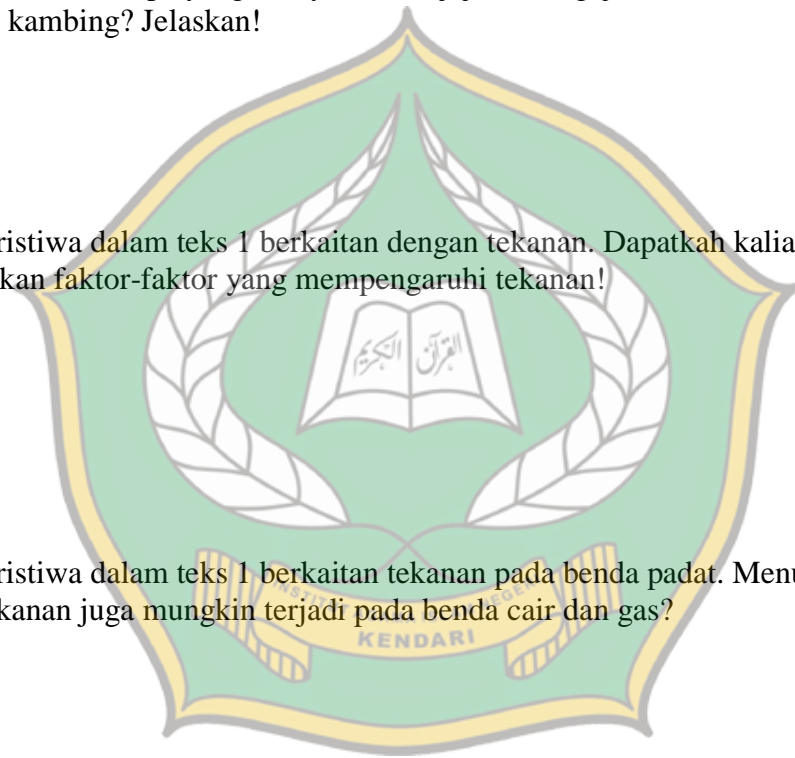 kambing? Jelaskan!
ristiwa dalam teks 1 berkaitan dengan tekanan. Dapatkah kalia
kan faktor-faktor yang mempengaruhi tekanan!
القرآن الكريم
ristiwa dalam teks 1 berkaitan tekanan pada benda padat. Menu
kanan juga mungkin terjadi pada benda cair dan gas?
KENDARI